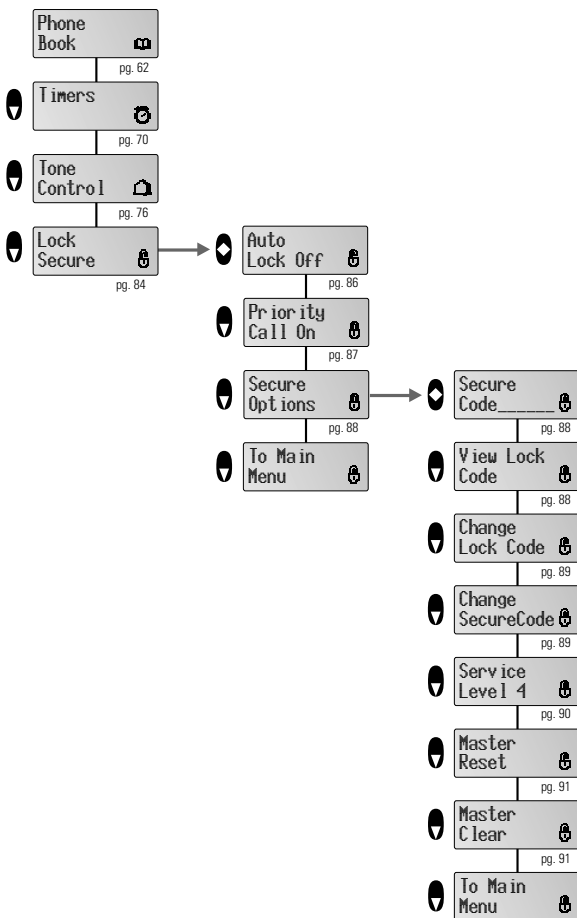 Phone
Book
pg. 62
Timers
pg. 70
Tone
Control
pg. 76
Lock
Secure
pg. 84
Auto
Lock Off
pg. 86
Priority
Call On
pg. 87
Secure
Options
pg. 88
To Main
Menu
Secure
Code______
pg. 88
View Lock
Code
pg. 88
Change
Lock Code
pg. 89
Change
SecureCode
pg. 89
Service
Level 4
pg. 90
Master
Reset
pg. 91
Master
Clear
pg. 91
To Main
Menu